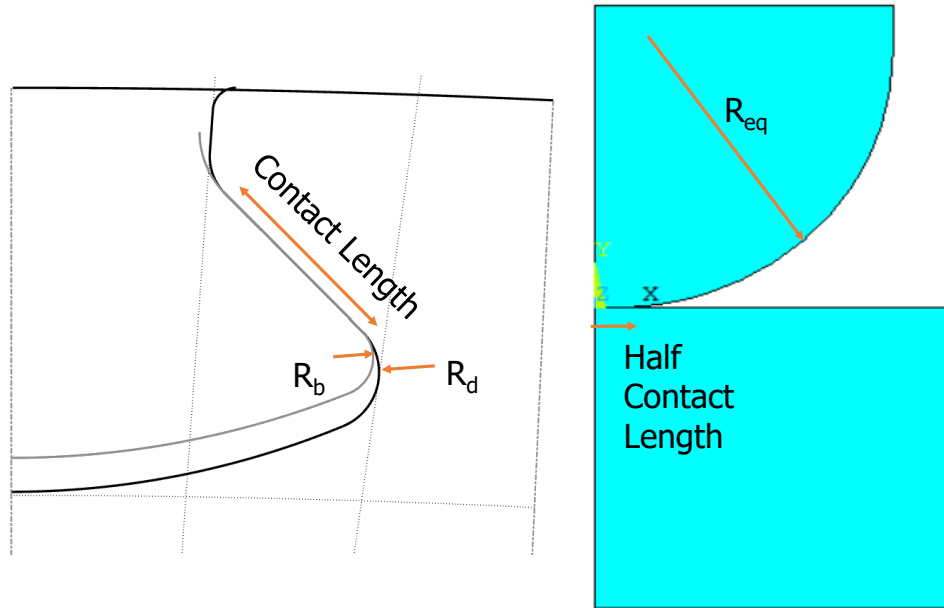 Contact Length
R_b
R_d
R_eq
Y
Z
X
Half
Contact
Length